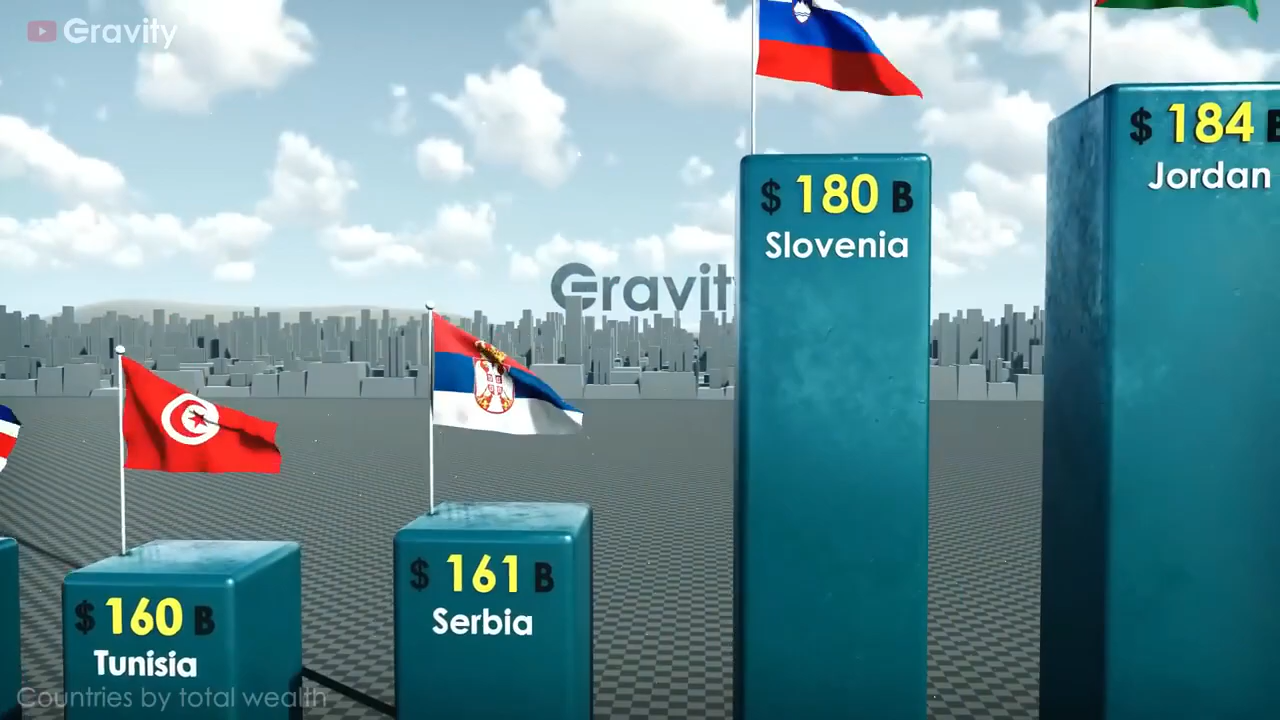 Gravity
$ 184 B
Jordan
$ 180 B
Slovenia
Gravity
$ 161 B
Serbia
$ 160 B
Tunisia
Countries by total wealth